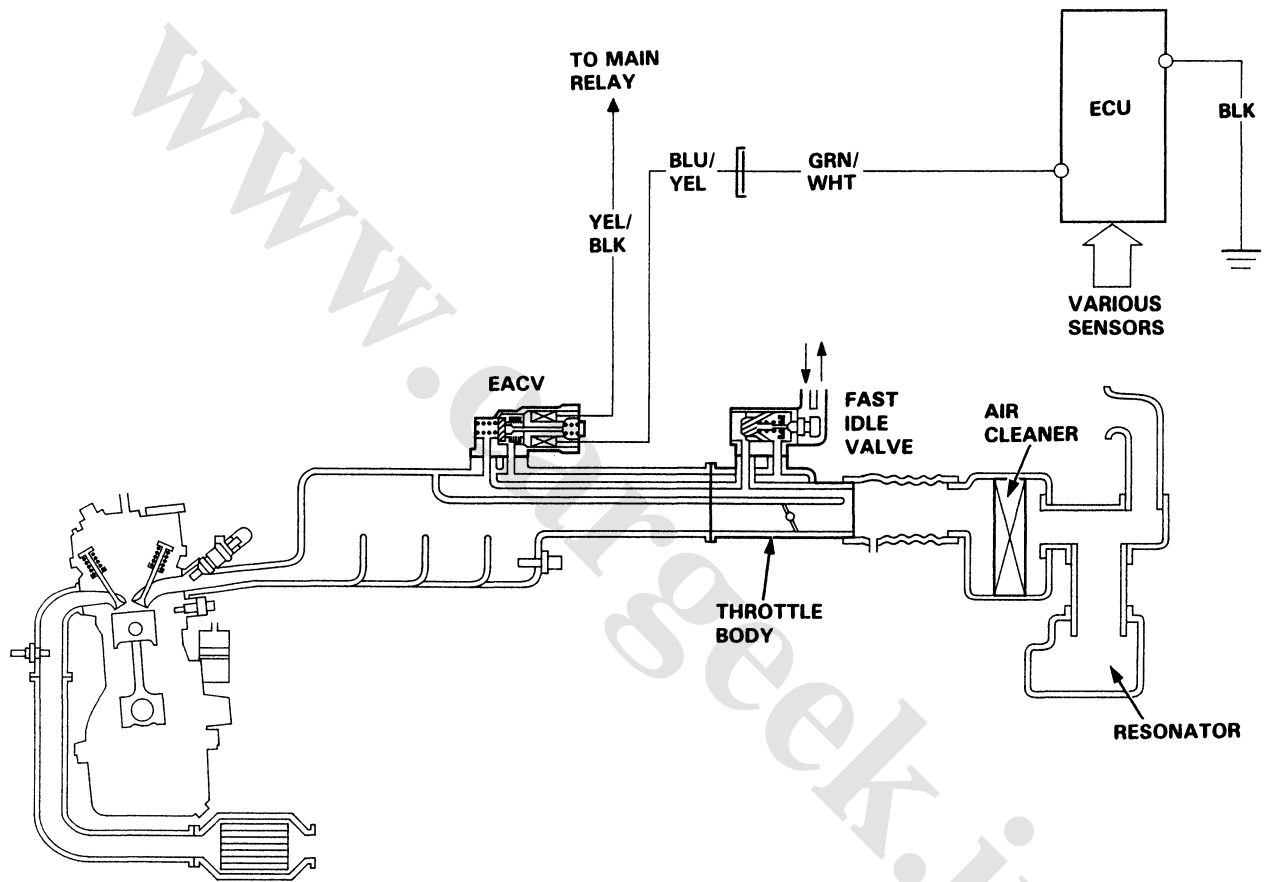 TO MAIN
RELAY
ECU
BLK
BLU/
YEL
GRN/
WHT
YEL/
BLK
VARIOUS
SENSORS
EACV
FAST
IDLE
VALVE
AIR
CLEANER
THROTTLE
BODY
RESONATOR
www.cargeek.i